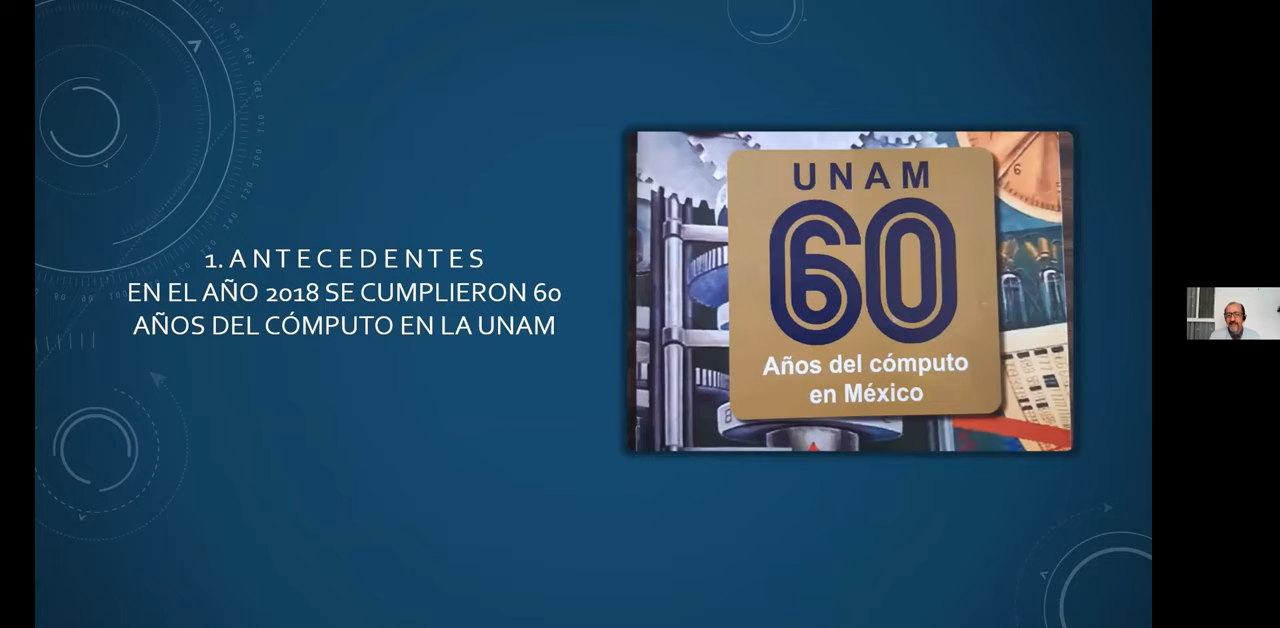 1. ANTECEDENTES
EN EL AÑO 2018 SE CUMPLIERON 60
AÑOS DEL CÓMPUTO EN LA UNAM
UNAM
60
Años del cómputo
en México